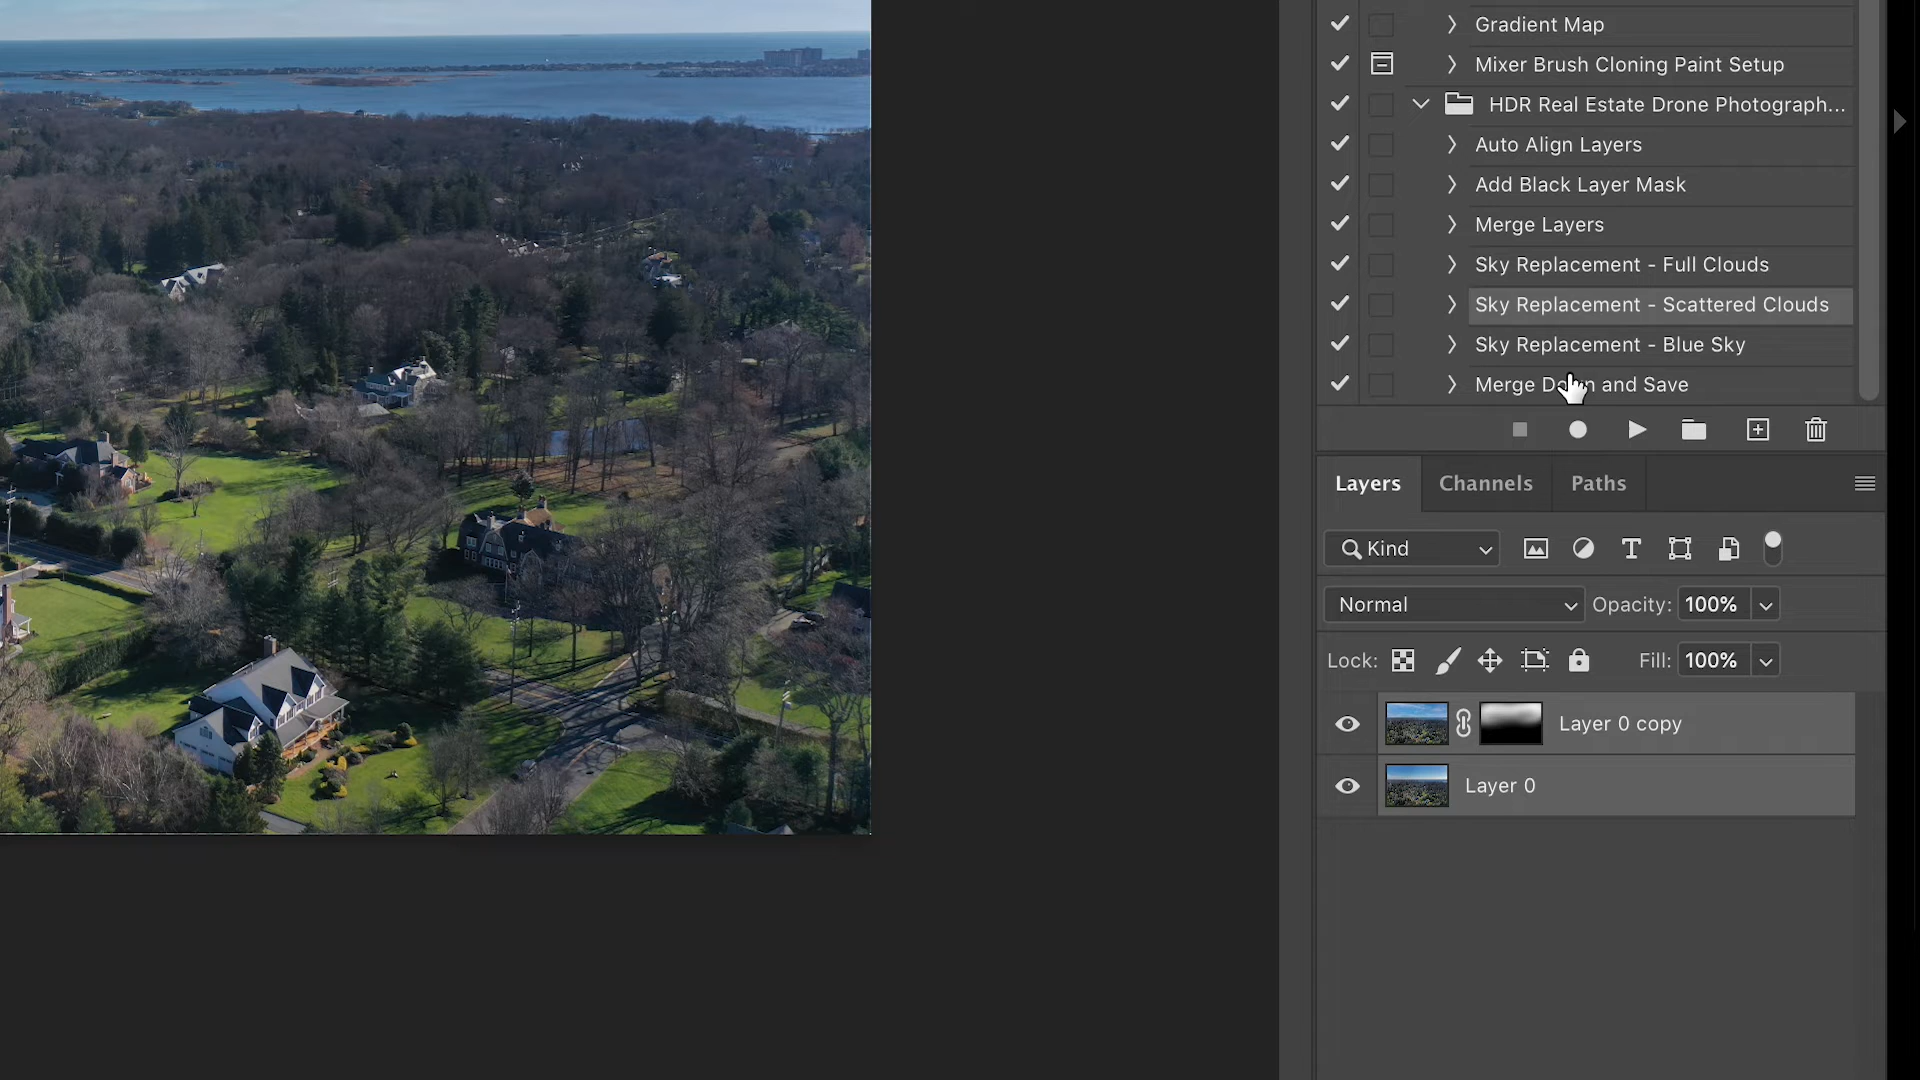 Gradient Map
Mixer Brush Cloning Paint Setup
HDR Real Estate Drone Photograph...
Auto Align Layers
Add Black Layer Mask
Merge Layers
Sky Replacement - Full Clouds
Sky Replacement - Scattered Clouds
Sky Replacement - Blue Sky
Merge Down and Save
Layers Channels Paths
Kind
Normal Opacity: 100%
Lock: Fill: 100%
Layer 0 copy
Layer 0